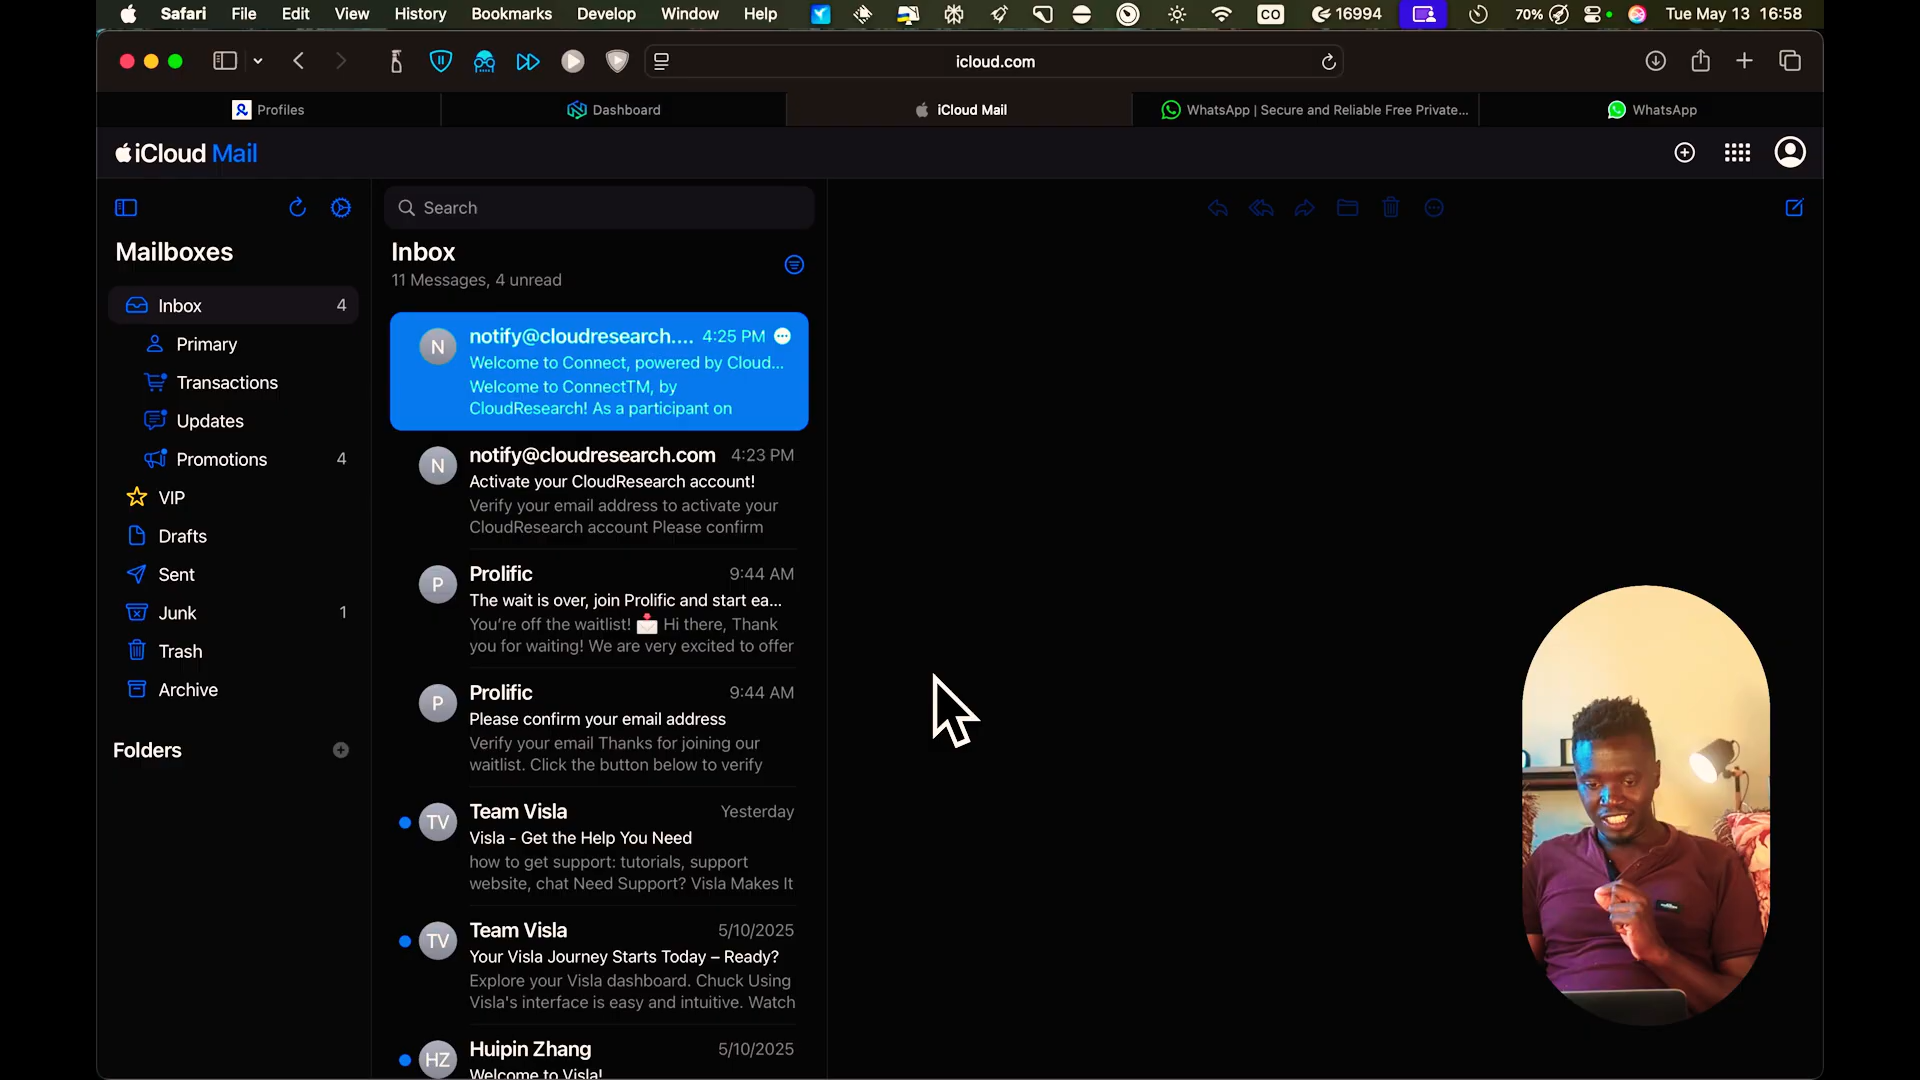 Safari File Edit View History Bookmarks Develop Window Help CO 16994 70% Tue May 13 16:58
icloud.com
Profiles Dashboard iCloud Mail WhatsApp | Secure and Reliable Free Private... WhatsApp
iCloud Mail
Mailboxes
Inbox 4
Primary
Transactions
Updates
Promotions 4
VIP
Drafts
Sent
Junk 1
Trash
Archive
Folders
Search
Inbox
11 Messages, 4 unread
N
notify@cloudresearch.... 4:25 PM
Welcome to Connect, powered by Cloud...
Welcome to ConnectTM, by
CloudResearch! As a participant on
N
notify@cloudresearch.com 4:23 PM
Activate your CloudResearch account!
Verify your email address to activate your
CloudResearch account Please confirm
P
Prolific 9:44 AM
The wait is over, join Prolific and start ea...
You're off the waitlist! 📩 Hi there, Thank
you for waiting! We are very excited to offer
P
Prolific 9:44 AM
Please confirm your email address
Verify your email Thanks for joining our
waitlist. Click the button below to verify
TV
Team Visla Yesterday
Visla - Get the Help You Need
how to get support: tutorials, support
website, chat Need Support? Visla Makes It
TV
Team Visla 5/10/2025
Your Visla Journey Starts Today – Ready?
Explore your Visla dashboard. Chuck Using
Visla's interface is easy and intuitive. Watch
HZ
Huipin Zhang 5/10/2025
Welcome to Visla!